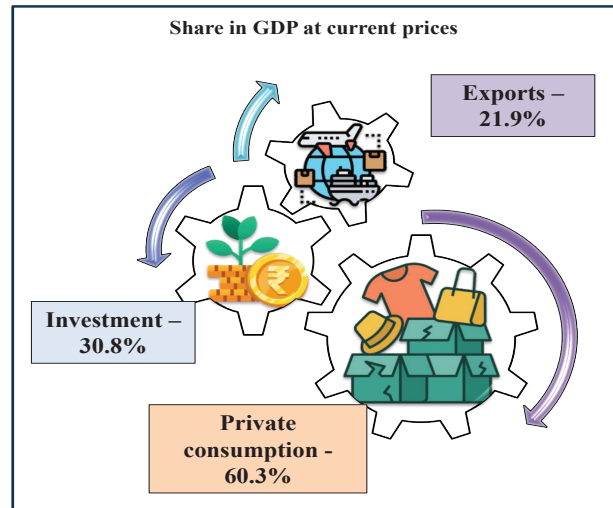 Share in GDP at current prices
Exports –
21.9%
₹
Investment –
30.8%
Private
consumption -
60.3%